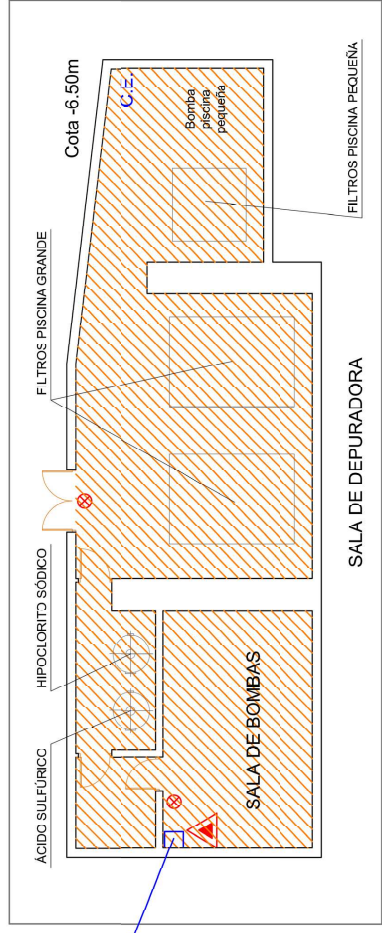 ÁCIDO SULFÚRICO
HIPOCLORITO SÓDICO
FILTROS PISCINA GRANDE
Cota -6.50m
C.E.
Bomba
piscina
pequeña
SALA DE BOMBAS
SALA DE DEPURADORA
FILTROS PISCINA PEQUEÑA